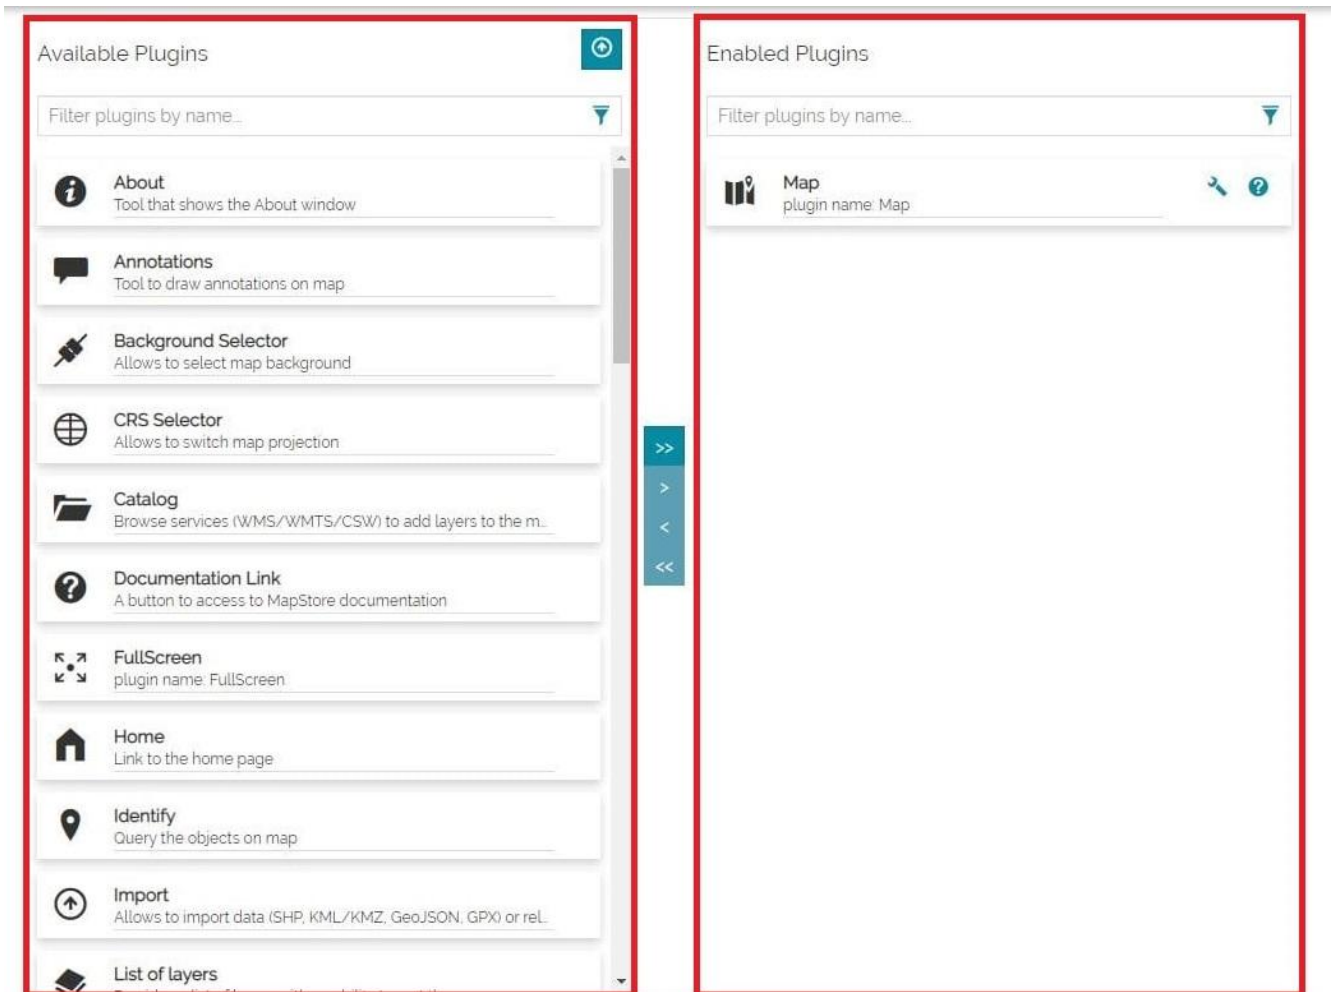 Available Plugins
Filter plugins by name...
About
Tool that shows the About window
Annotations
Tool to draw annotations on map
Background Selector
Allows to select map background
CRS Selector
Allows to switch map projection
Catalog
Browse services (WMS/WMTS/CSW) to add layers to the m...
Documentation Link
A button to access to MapStore documentation
FullScreen
plugin name: FullScreen
Home
Link to the home page
Identify
Query the objects on map
Import
Allows to import data (SHP, KML/KMZ, GeoJSON, GPX) or rel...
List of layers
>>
>
<
<<
Enabled Plugins
Filter plugins by name...
Map
plugin name: Map